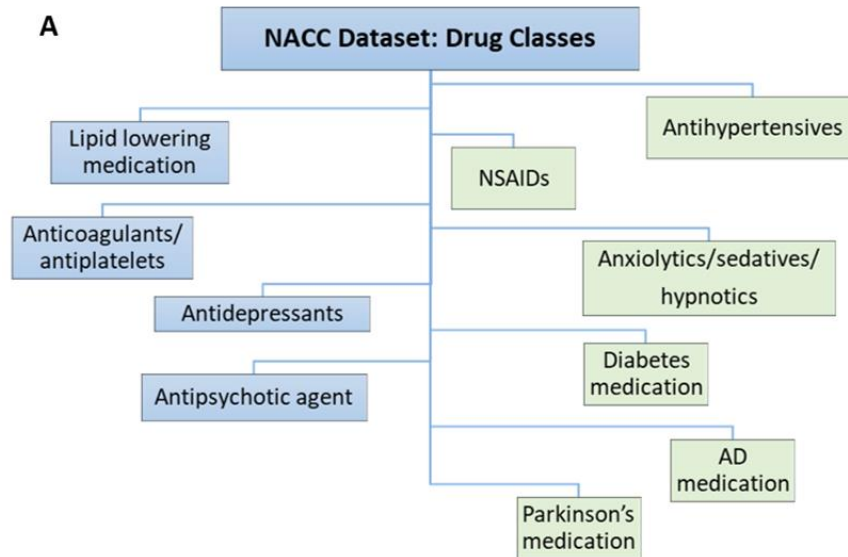 A
NACC Dataset: Drug Classes
Antihypertensives
Lipid lowering
medication
NSAIDs
Anticoagulants/
antiplatelets
Anxiolytics/sedatives/
hypnotics
Antidepressants
Diabetes
medication
Antipsychotic agent
AD
medication
Parkinson's
medication